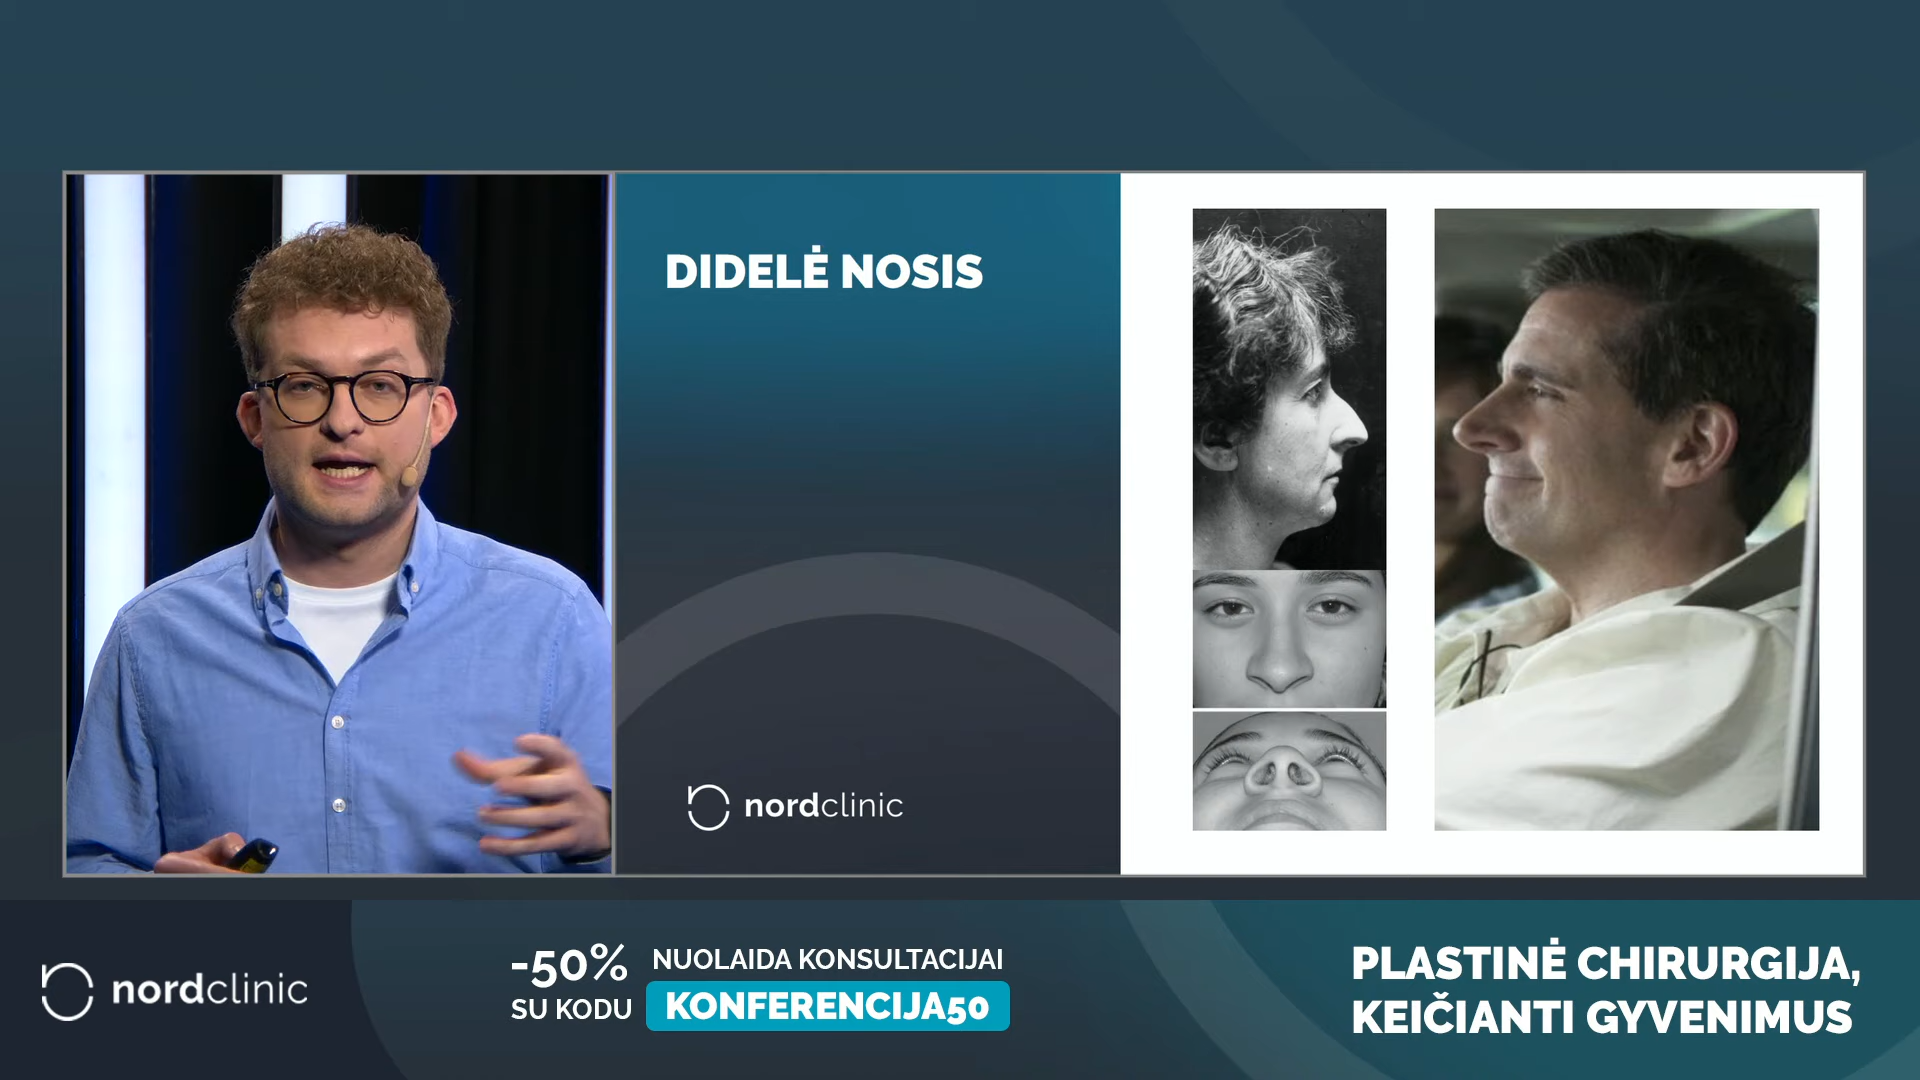 DIDELĖ NOSIS
nordclinic
nordclinic
-50% NUOLAIDA KONSULTACIJAI
SU KODU KONFERENCIJA50
PLASTINĖ CHIRURGIJA,
KEIČIANTI GYVENIMUS